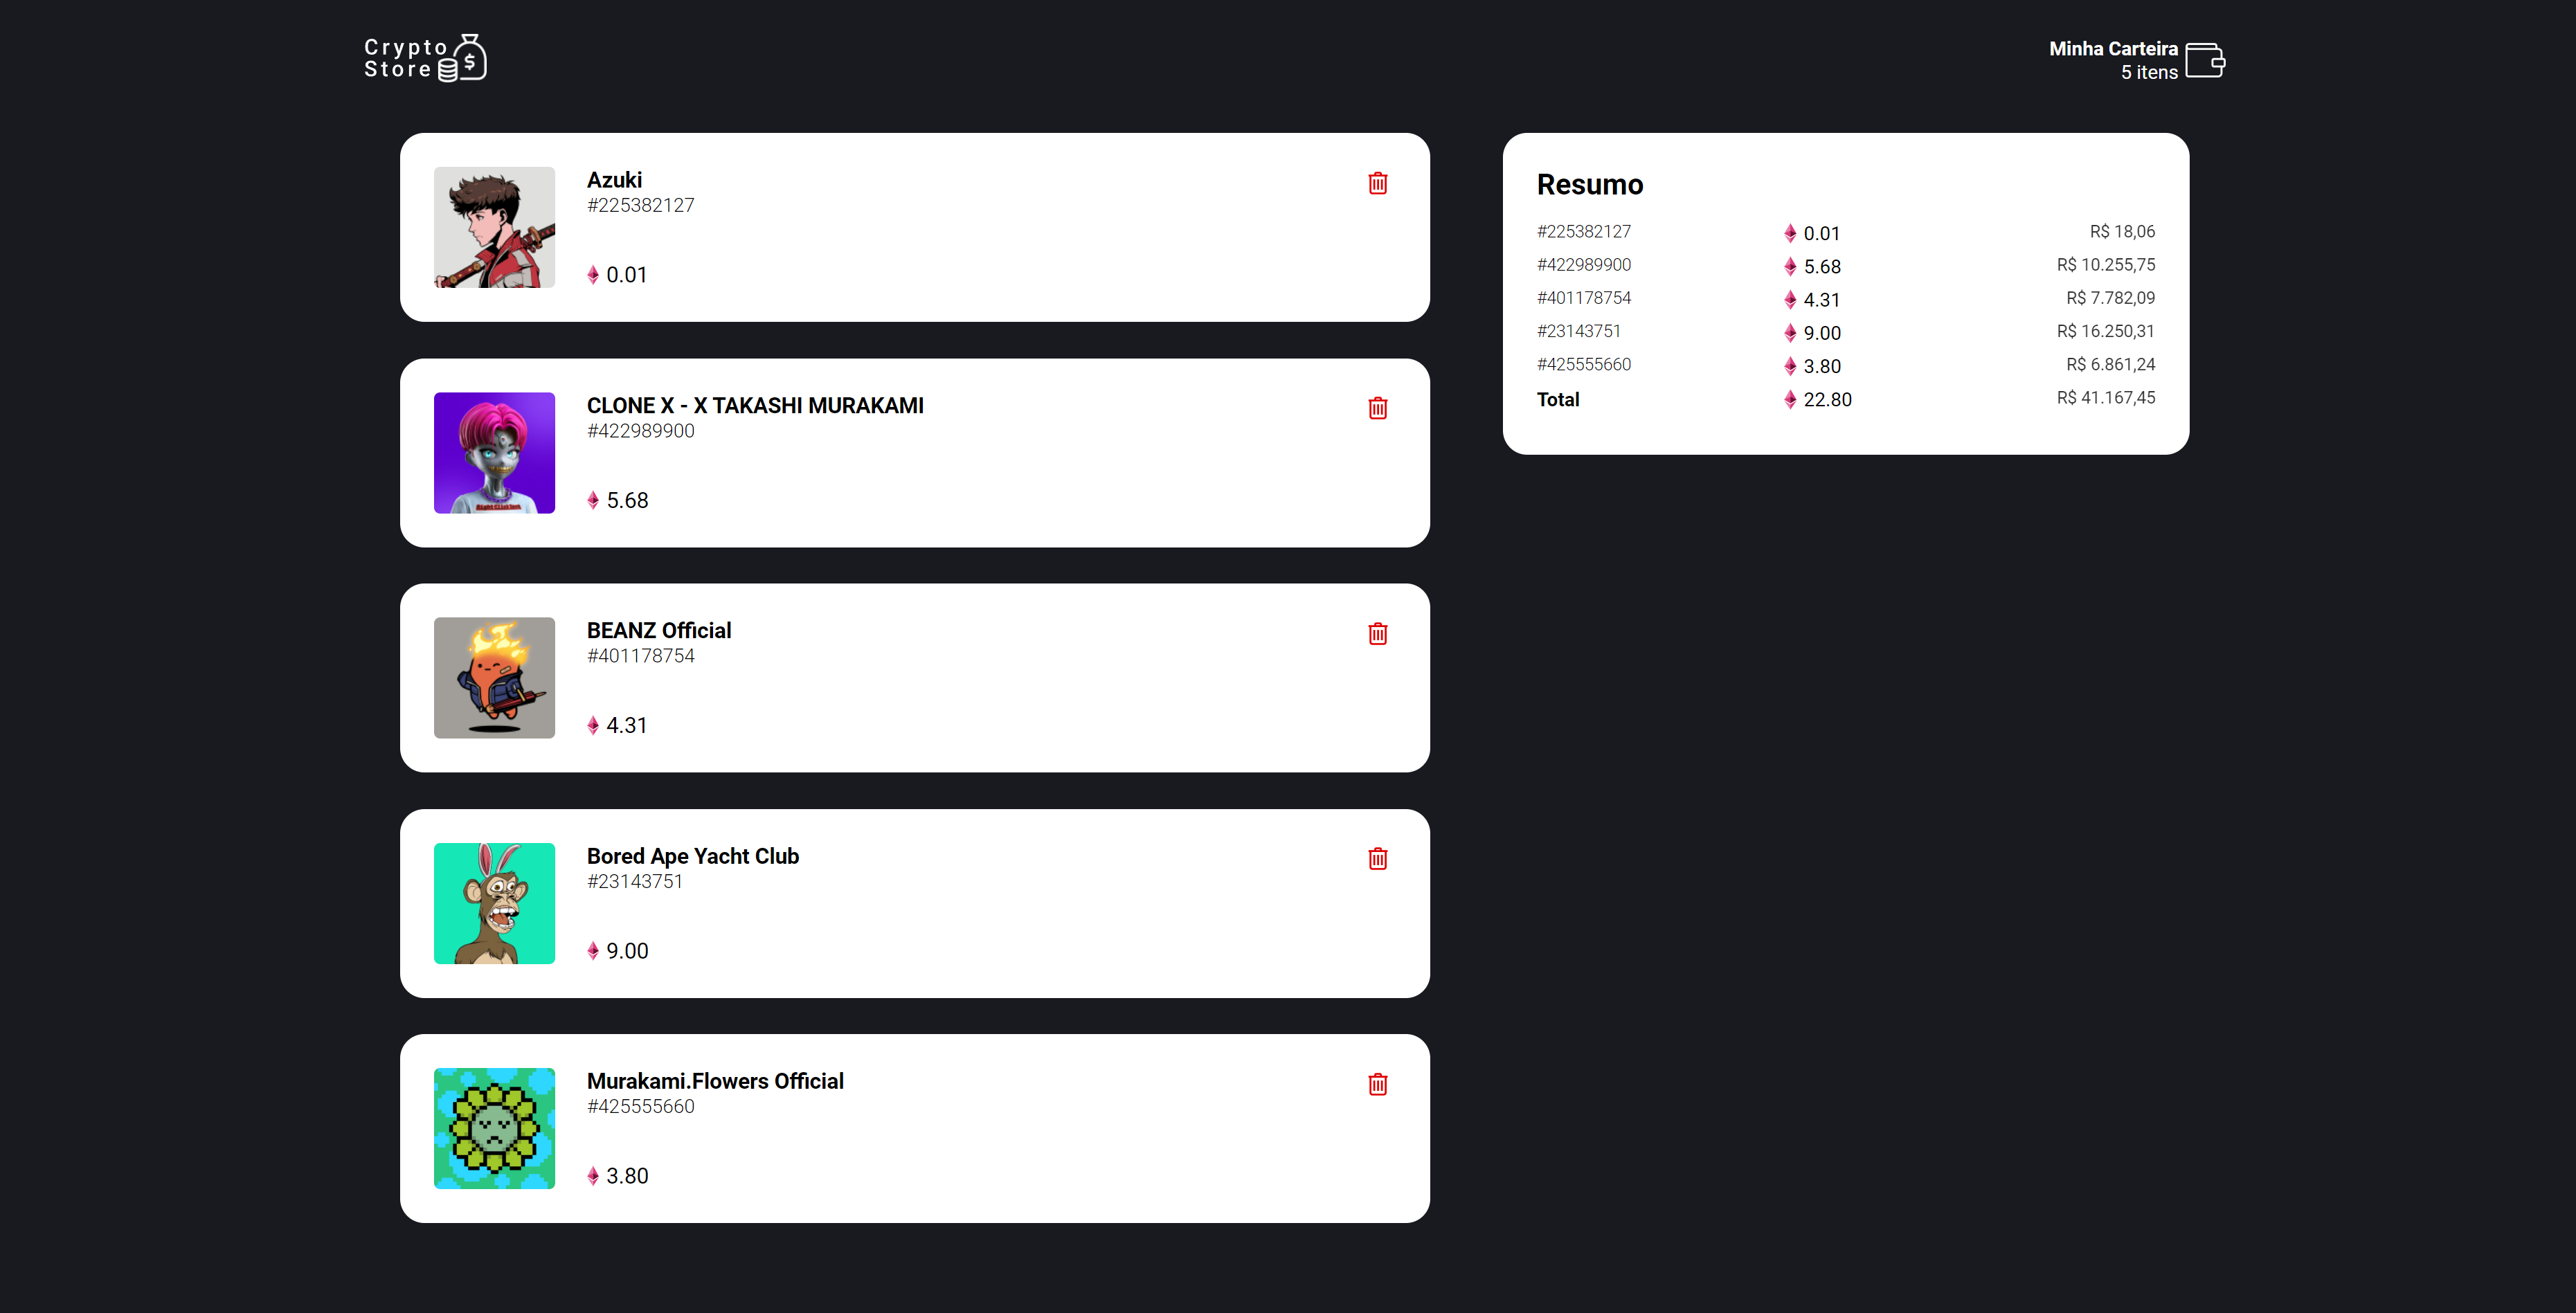 Crypto
Store
Minha Carteira
5 itens
Azuki
#225382127
0.01
CLONE X - X TAKASHI MURAKAMI
#422989900
5.68
BEANZ Official
#401178754
4.31
Bored Ape Yacht Club
#23143751
9.00
Murakami.Flowers Official
#425555660
3.80
Resumo
#225382127 0.01 R$ 18,06
#422989900 5.68 R$ 10.255,75
#401178754 4.31 R$ 7.782,09
#23143751 9.00 R$ 16.250,31
#425555660 3.80 R$ 6.861,24
Total 22.80 R$ 41.167,45